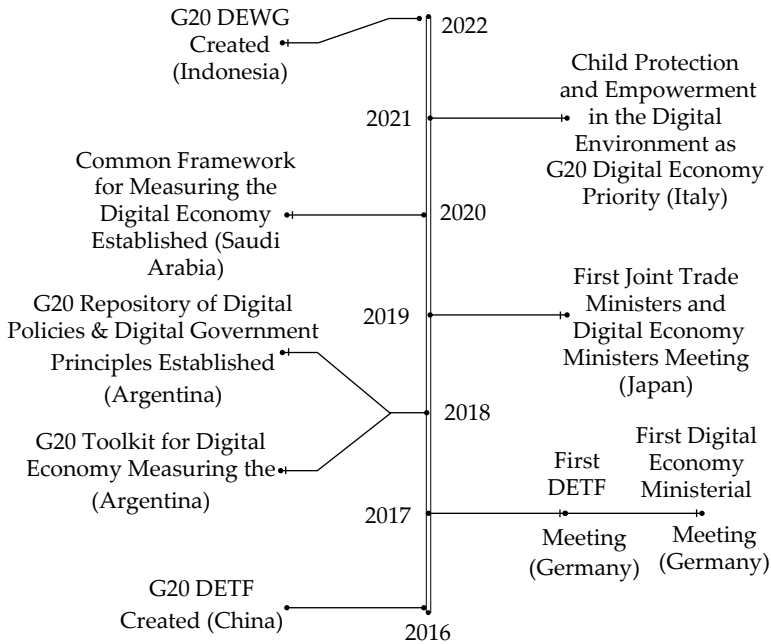 G20 DEWG
Created
(Indonesia)
2022
Child Protection
and Empowerment
in the Digital
Environment as
G20 Digital Economy
Priority (Italy)
2021
Common Framework
for Measuring the
Digital Economy
Established (Saudi
Arabia)
2020
First Joint Trade
Ministers and
Digital Economy
Ministers Meeting
(Japan)
2019
G20 Repository of Digital
Policies & Digital Government
Principles Established
(Argentina)
2018
G20 Toolkit for Digital
Economy Measuring the
(Argentina)
First
DETF
Meeting
(Germany)
First Digital
Economy
Ministerial
Meeting
(Germany)
2017
G20 DETF
Created (China)
2016